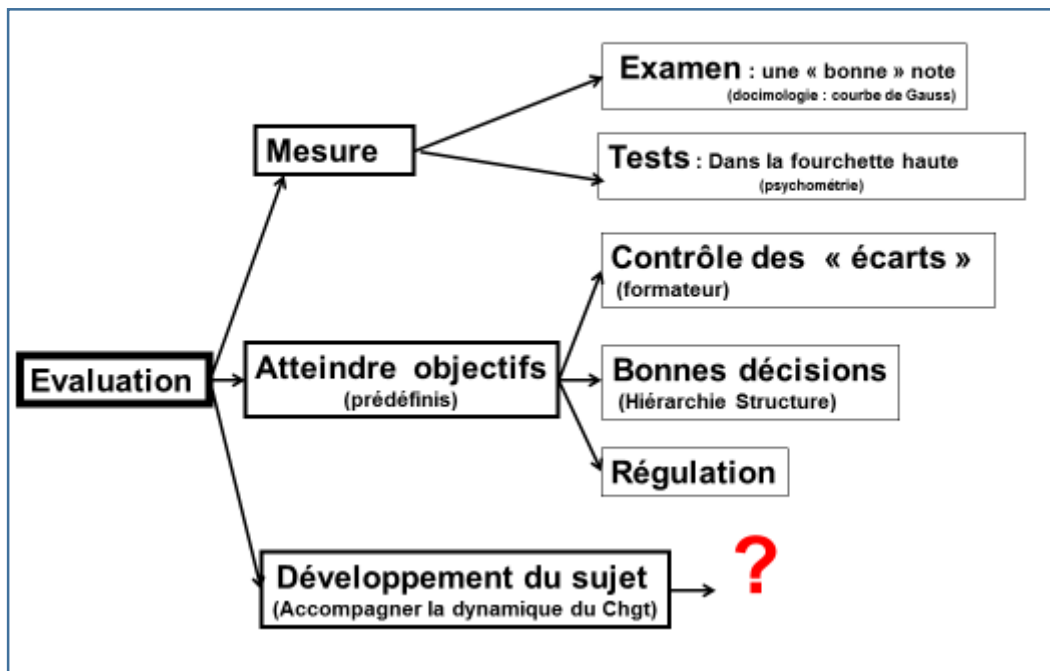 Examen : une « bonne » note
(docimologie : courbe de Gauss)
Mesure
Tests : Dans la fourchette haute
(psychométrie)
Contrôle des « écarts »
(formateur)
Evaluation
Atteindre objectifs
(prédéfinis)
Bonnes décisions
(Hiérarchie Structure)
Régulation
Développement du sujet
(Accompagner la dynamique du Chgt)
?